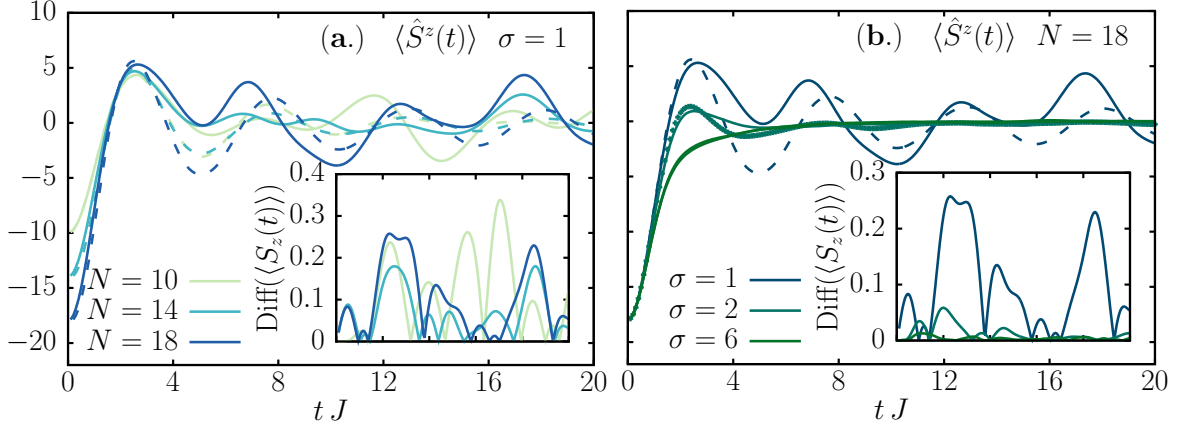 (a.) ⟨Ŝᶻ(t)⟩ σ = 1
10
5
0
−5
−10
−15
−20
N = 10
N = 14
N = 18
0 4 8 12 16 20
t J
Diff(⟨S_z(t)⟩)
0.4
0.3
0.2
0.1
0
(b.) ⟨Ŝᶻ(t)⟩ N = 18
σ = 1
σ = 2
σ = 6
0 4 8 12 16 20
t J
Diff(⟨S_z(t)⟩)
0.3
0.2
0.1
0